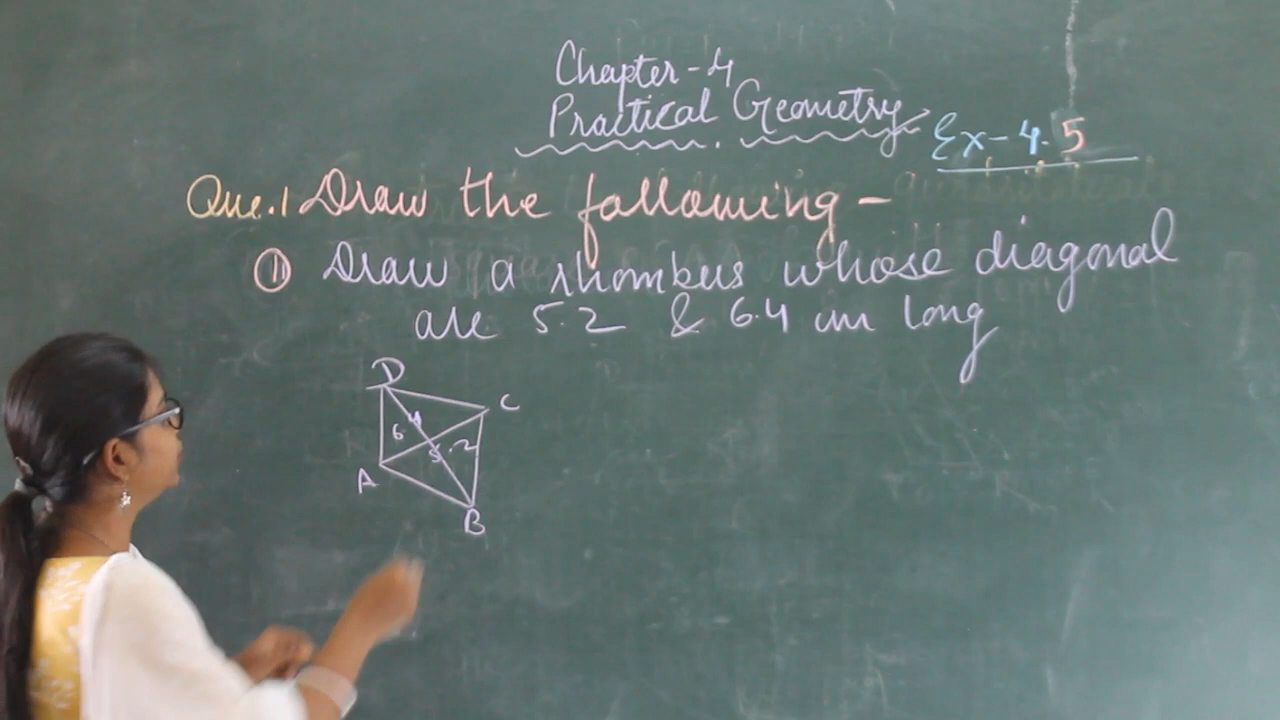 Chapter-4
Practical Geometry
Ex-4.5
Que.1 Draw the following -
Draw a rhombus whose diagonal
are 5.2 & 6.4 cm long
D
C
6.4
5.2
A
B